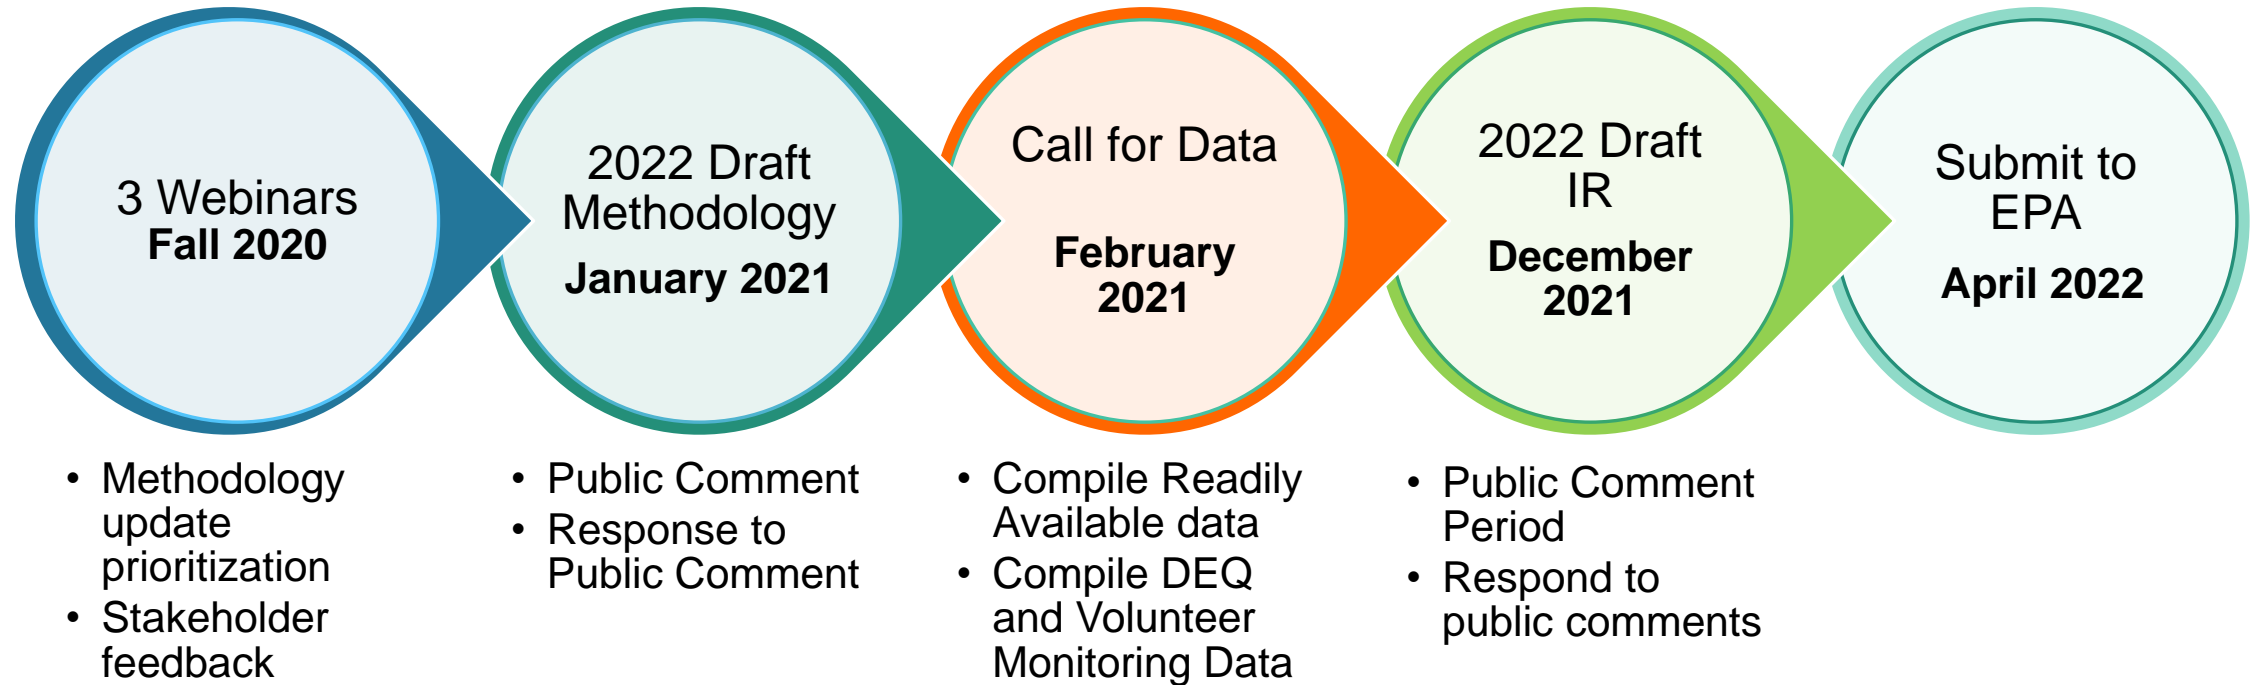 3 Webinars
Fall 2020
2022 Draft
Methodology
January 2021
Call for Data
February
2021
2022 Draft
IR
December
2021
Submit to
EPA
April 2022
• Methodology
update
prioritization
• Stakeholder
feedback
• Public Comment
• Response to
Public Comment
• Compile Readily
Available data
• Compile DEQ
and Volunteer
Monitoring Data
• Public Comment
Period
• Respond to
public comments